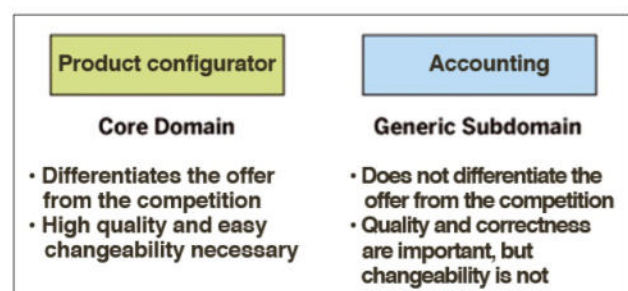 Product configurator
Core Domain
• Differentiates the offer
from the competition
• High quality and easy
changeability necessary
Accounting
Generic Subdomain
• Does not differentiate the
offer from the competition
• Quality and correctness
are important, but
changeability is not